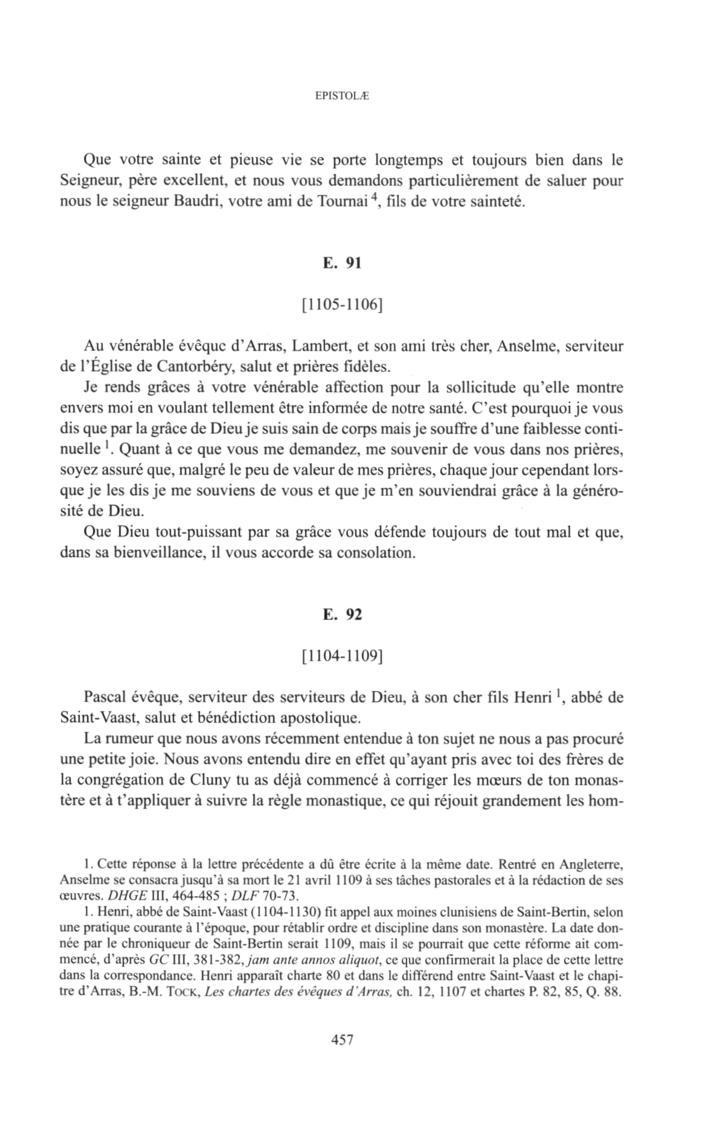 EPISTOLÆ
Que votre sainte et pieuse vie se porte longtemps et toujours bien dans le
Seigneur, père excellent, et nous vous demandons particulièrement de saluer pour
nous le seigneur Baudri, votre ami de Tournai 4, fils de votre sainteté.
E. 91
[1105-1106]
Au vénérable évêque d'Arras, Lambert, et son ami très cher, Anselme, serviteur
de l'Église de Cantorbéry, salut et prières fidèles.
Je rends grâces à votre vénérable affection pour la sollicitude qu'elle montre
envers moi en voulant tellement être informée de notre santé. C'est pourquoi je vous
dis que par la grâce de Dieu je suis sain de corps mais je souffre d'une faiblesse conti-
nuelle 1. Quant à ce que vous me demandez, me souvenir de vous dans nos prières,
soyez assuré que, malgré le peu de valeur de mes prières, chaque jour cependant lors-
que je les dis je me souviens de vous et que je m'en souviendrai grâce à la généro-
sité de Dieu.
Que Dieu tout-puissant par sa grâce vous défende toujours de tout mal et que,
dans sa bienveillance, il vous accorde sa consolation.
E. 92
[1104-1109]
Pascal évêque, serviteur des serviteurs de Dieu, à son cher fils Henri 1, abbé de
Saint-Vaast, salut et bénédiction apostolique.
La rumeur que nous avons récemment entendue à ton sujet ne nous a pas procuré
une petite joie. Nous avons entendu dire en effet qu'ayant pris avec toi des frères de
la congrégation de Cluny tu as déjà commencé à corriger les mœurs de ton monas-
tère et à t'appliquer à suivre la règle monastique, ce qui réjouit grandement les hom-
1. Cette réponse à la lettre précédente a dû être écrite à la même date. Rentré en Angleterre,
Anselme se consacra jusqu'à sa mort le 21 avril 1109 à ses tâches pastorales et à la rédaction de ses
œuvres. DHGE III, 464-485 ; DLF 70-73.
1. Henri, abbé de Saint-Vaast (1104-1130) fit appel aux moines clunisiens de Saint-Bertin, selon
une pratique courante à l'époque, pour rétablir ordre et discipline dans son monastère. La date don-
née par le chroniqueur de Saint-Bertin serait 1109, mais il se pourrait que cette réforme ait com-
mencé, d'après GC III, 381-382, jam ante annos aliquot, ce que confirmerait la place de cette lettre
dans la correspondance. Henri apparaît charte 80 et dans le différend entre Saint-Vaast et le chapi-
tre d'Arras, B.-M. TOCK, Les chartes des évêques d'Arras, ch. 12, 1107 et chartes P. 82, 85, Q. 88.
457